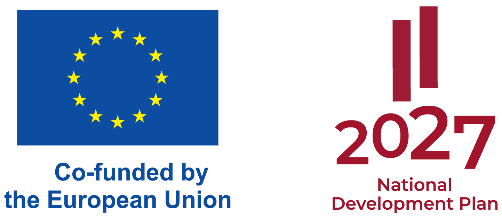 Co-funded by
the European Union
2027
National
Development Plan